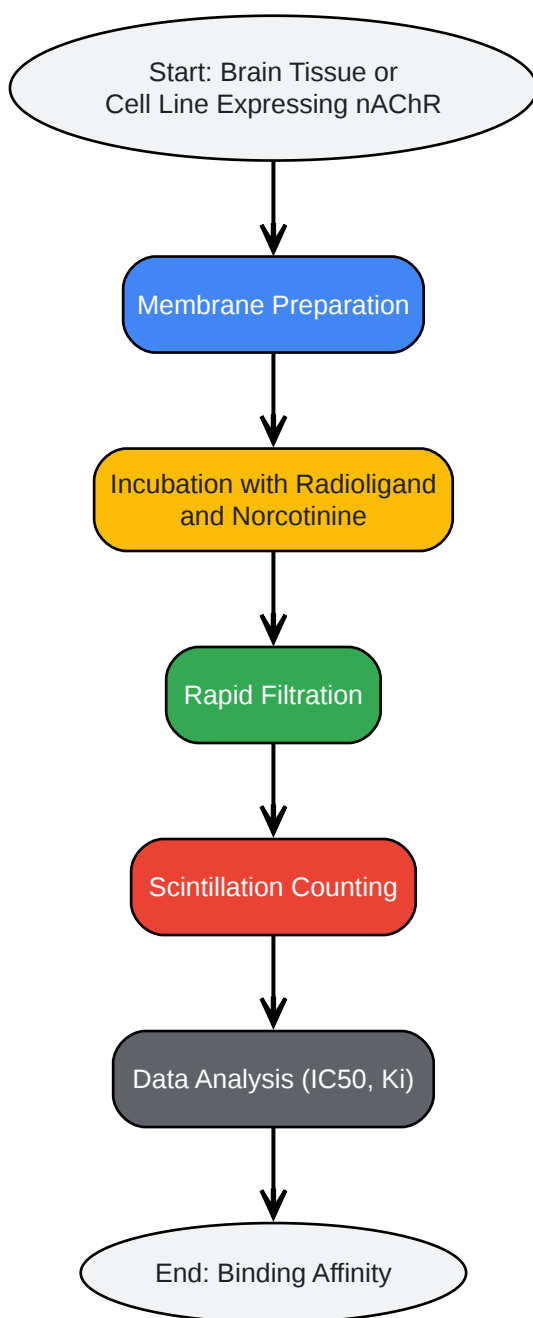 Start: Brain Tissue or
Cell Line Expressing nAChR
Membrane Preparation
Incubation with Radioligand
and Norcotinine
Rapid Filtration
Scintillation Counting
Data Analysis (IC50, Ki)
End: Binding Affinity